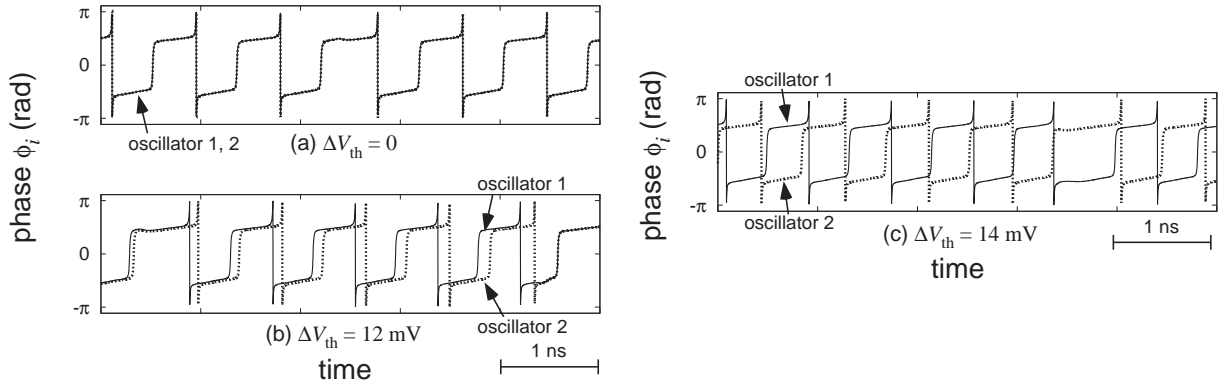 phase ϕi (rad)
π
0
-π
oscillator 1, 2
(a) ΔVth = 0
π
0
-π
oscillator 1
oscillator 2
(b) ΔVth = 12 mV
time
1 ns
phase ϕi (rad)
oscillator 1
π
0
-π
oscillator 2
(c) ΔVth = 14 mV
1 ns
time